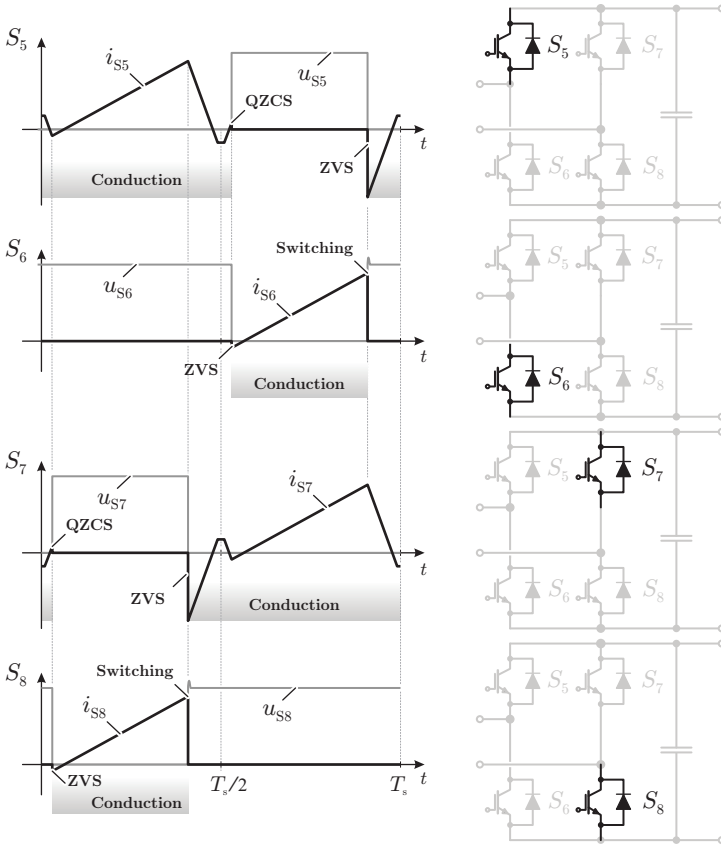 S5
iS5
uS5
QZCS
t
ZVS
Conduction
S5
S7
S6
S8
S6
uS6
Switching
iS6
t
ZVS
Conduction
S5
S7
S6
S8
S7
uS7
iS7
QZCS
t
ZVS
Conduction
S5
S7
S6
S8
S8
Switching
iS8
uS8
ZVS
Ts/2
Ts
t
Conduction
S5
S7
S6
S8